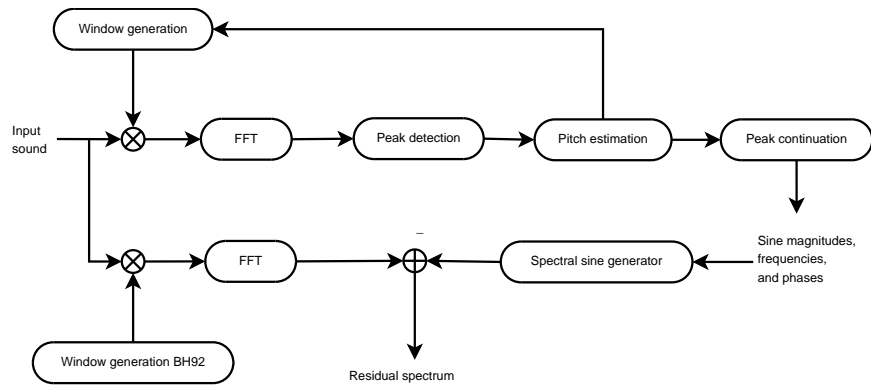 Window generation
Input
sound
FFT
Peak detection
Pitch estimation
Peak continuation
–
Sine magnitudes,
frequencies,
and phases
FFT
Spectral sine generator
Window generation BH92
Residual spectrum